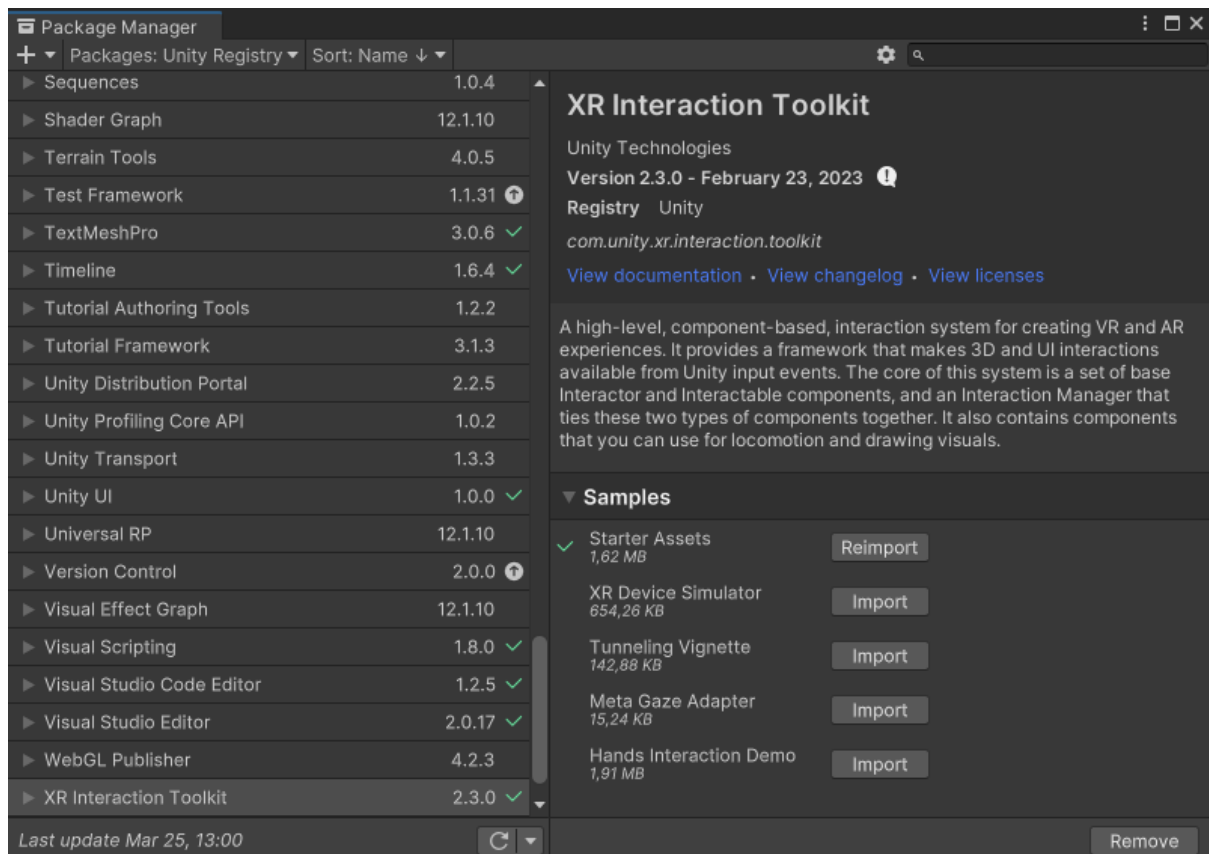 Package Manager
Packages: Unity Registry
Sort: Name ↓
Sequences 1.0.4
Shader Graph 12.1.10
Terrain Tools 4.0.5
Test Framework 1.1.31
TextMeshPro 3.0.6
Timeline 1.6.4
Tutorial Authoring Tools 1.2.2
Tutorial Framework 3.1.3
Unity Distribution Portal 2.2.5
Unity Profiling Core API 1.0.2
Unity Transport 1.3.3
Unity UI 1.0.0
Universal RP 12.1.10
Version Control 2.0.0
Visual Effect Graph 12.1.10
Visual Scripting 1.8.0
Visual Studio Code Editor 1.2.5
Visual Studio Editor 2.0.17
WebGL Publisher 4.2.3
XR Interaction Toolkit 2.3.0
Last update Mar 25, 13:00
XR Interaction Toolkit
Unity Technologies
Version 2.3.0 - February 23, 2023
Registry Unity
com.unity.xr.interaction.toolkit
View documentation • View changelog • View licenses
A high-level, component-based, interaction system for creating VR and AR
experiences. It provides a framework that makes 3D and UI interactions
available from Unity input events. The core of this system is a set of base
Interactor and Interactable components, and an Interaction Manager that
ties these two types of components together. It also contains components
that you can use for locomotion and drawing visuals.
Samples
Starter Assets
1,62 MB
Reimport
XR Device Simulator
654,26 KB
Import
Tunneling Vignette
142,88 KB
Import
Meta Gaze Adapter
15,24 KB
Import
Hands Interaction Demo
1,91 MB
Import
Remove